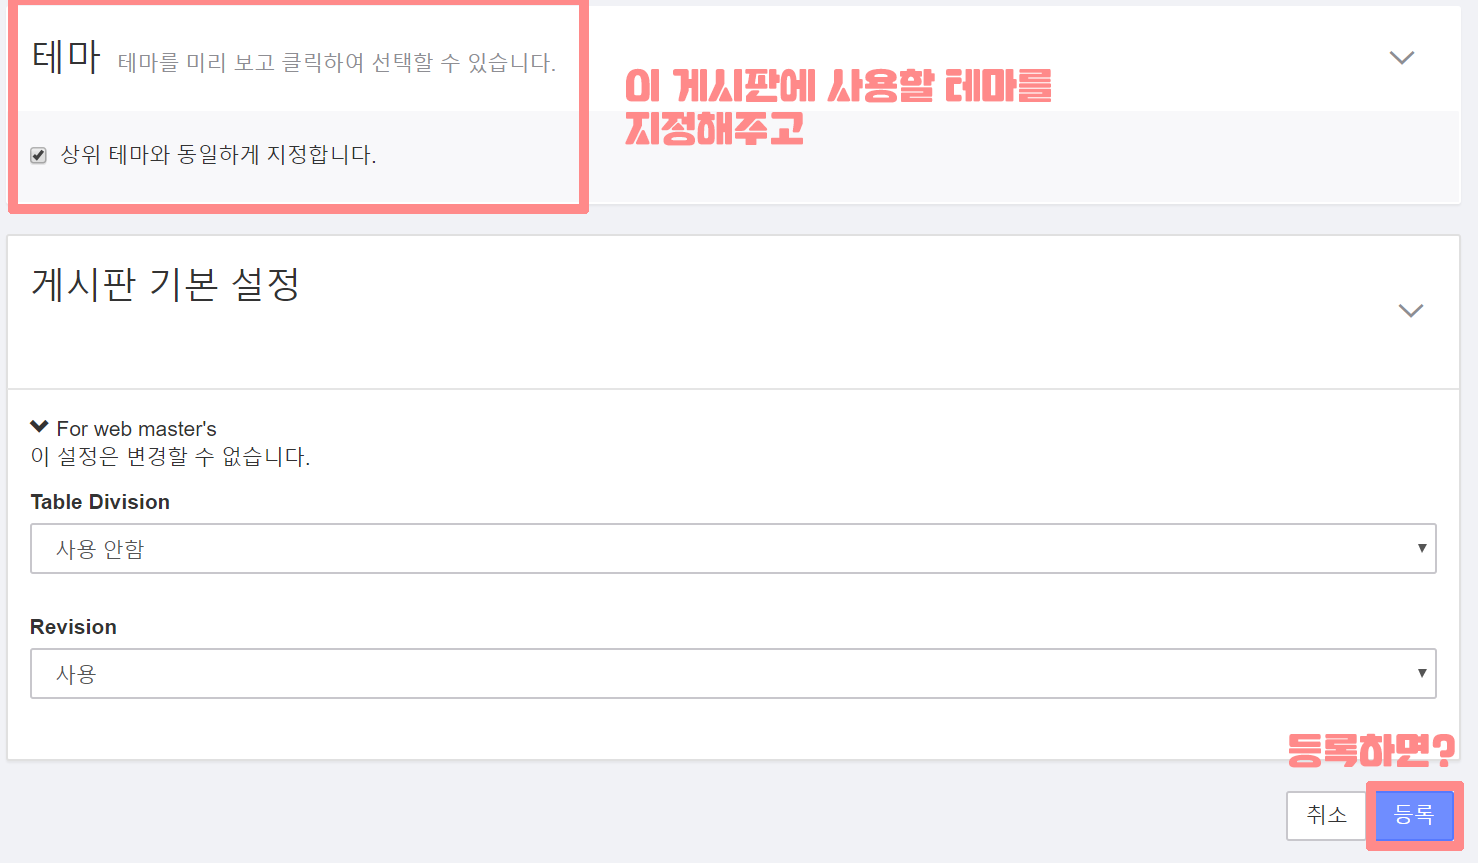 테마 테마를 미리 보고 클릭하여 선택할 수 있습니다.
이 게시판에 사용할 테마를
지정해주고
상위 테마와 동일하게 지정합니다.
게시판 기본 설정
For web master's
이 설정은 변경할 수 없습니다.
Table Division
사용 안함
Revision
사용
등록하면?
취소
등록